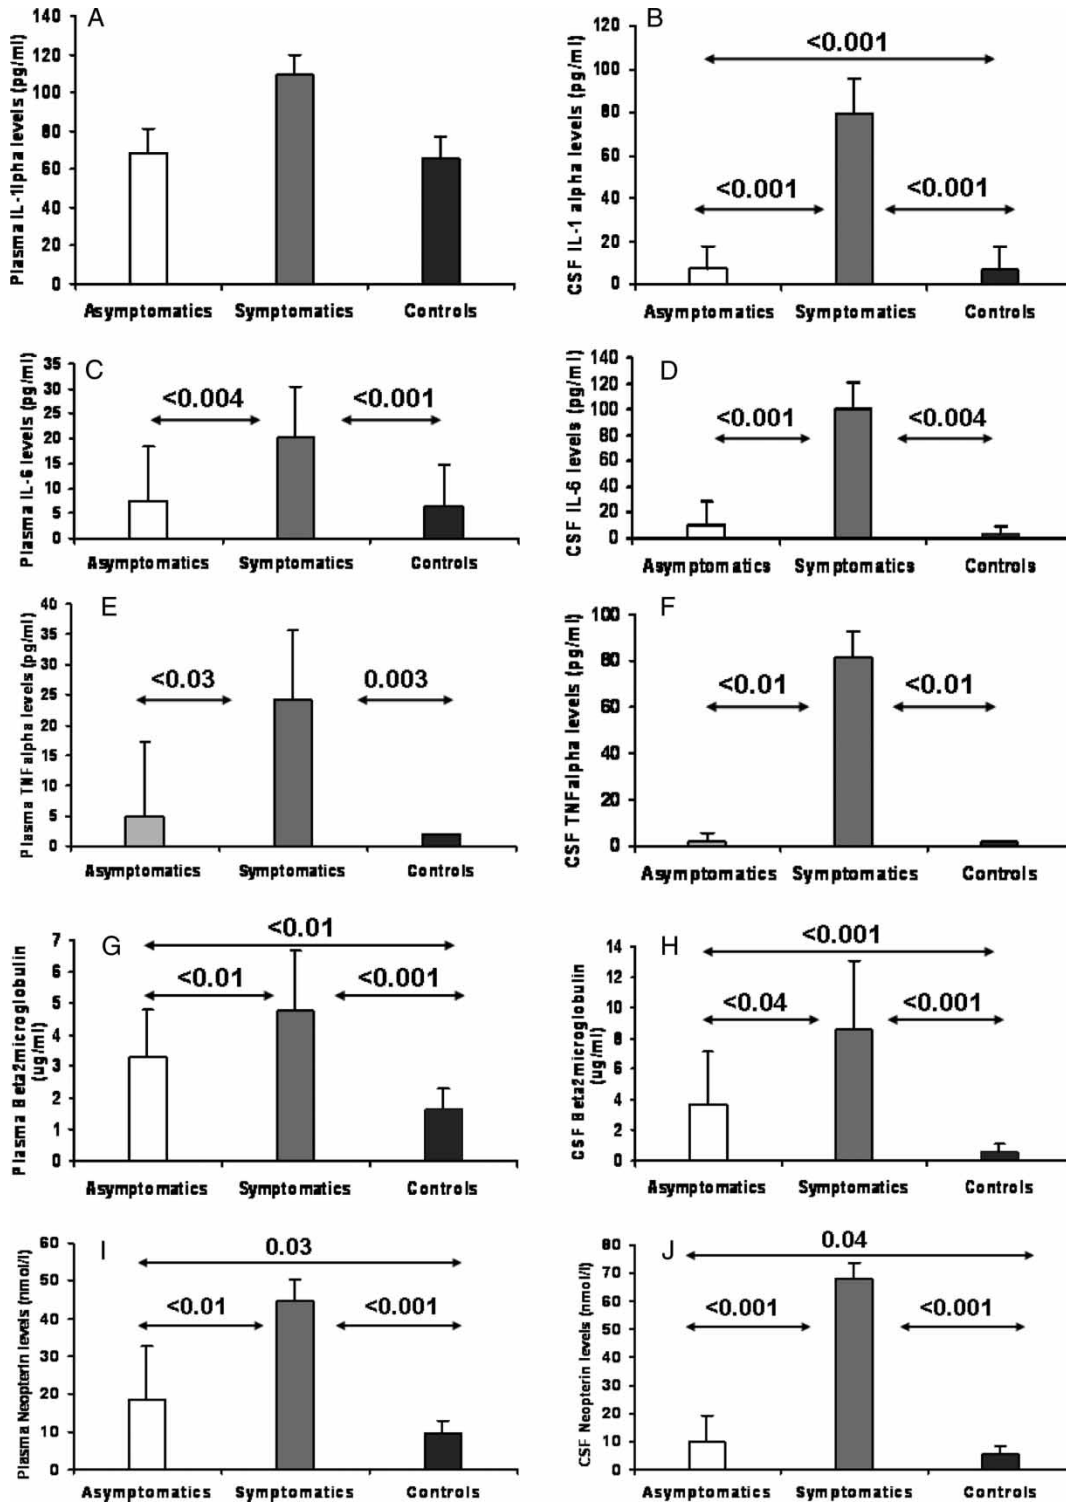 A
Plasma IL-1lpha levels (pg/ml)
140
120
100
80
60
40
20
0
Asymptomatics Symptomatics Controls
B
CSF IL-1 alpha levels (pg/ml)
120
100
80
60
40
20
0
<0.001
<0.001 <0.001
Asymptomatics Symptomatics Controls
C
Plasma IL-6 levels (pg/ml)
35
30
25
20
15
10
5
0
<0.004 <0.001
Asymptomatics Symptomatics Controls
D
CSF IL-6 levels (pg/ml)
140
120
100
80
60
40
20
0
<0.001 <0.004
Asymptomatics Symptomatics Controls
E
Plasma TNFalpha levels (pg/ml)
40
35
30
25
20
15
10
5
0
<0.03 0.003
Asymptomatics Symptomatics Controls
F
CSF TNFalpha levels (pg/ml)
100
80
60
40
20
0
<0.01 <0.01
Asymptomatics Symptomatics Controls
G
Plasma Beta2microglobulin
(ug/ml)
7
6
5
4
3
2
1
0
<0.01
<0.01 <0.001
Asymptomatics Symptomatics Controls
H
CSF Beta2microglobulin
(ug/ml)
14
12
10
8
6
4
2
0
<0.001
<0.04 <0.001
Asymptomatics Symptomatics Controls
I
Plasma Neopterin levels (nmol/l)
60
50
40
30
20
10
0
0.03
<0.01 <0.001
Asymptomatics Symptomatics Controls
J
CSF Neopterin levels (nmol/l)
80
70
60
50
40
30
20
10
0
0.04
<0.001 <0.001
Asymptomatics Symptomatics Controls